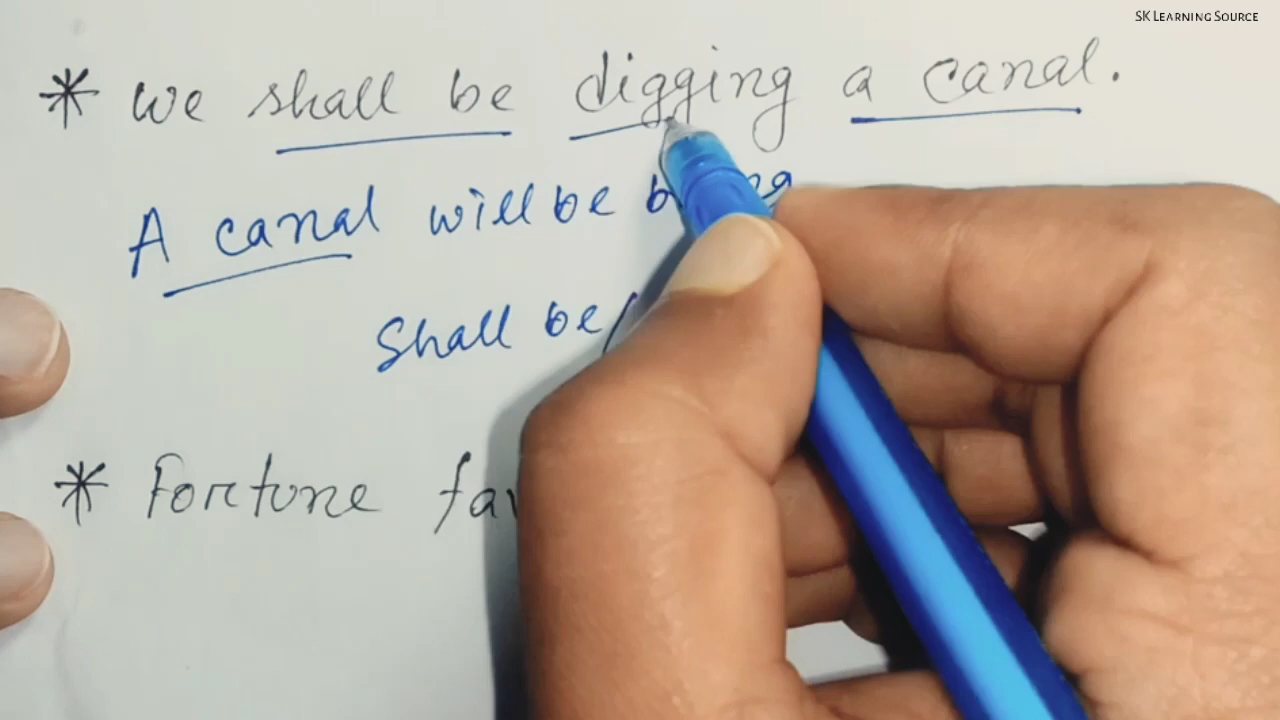 SK LEARNING SOURCE
* We shall be digging a canal.
A canal will be
Shall be
* Fortune